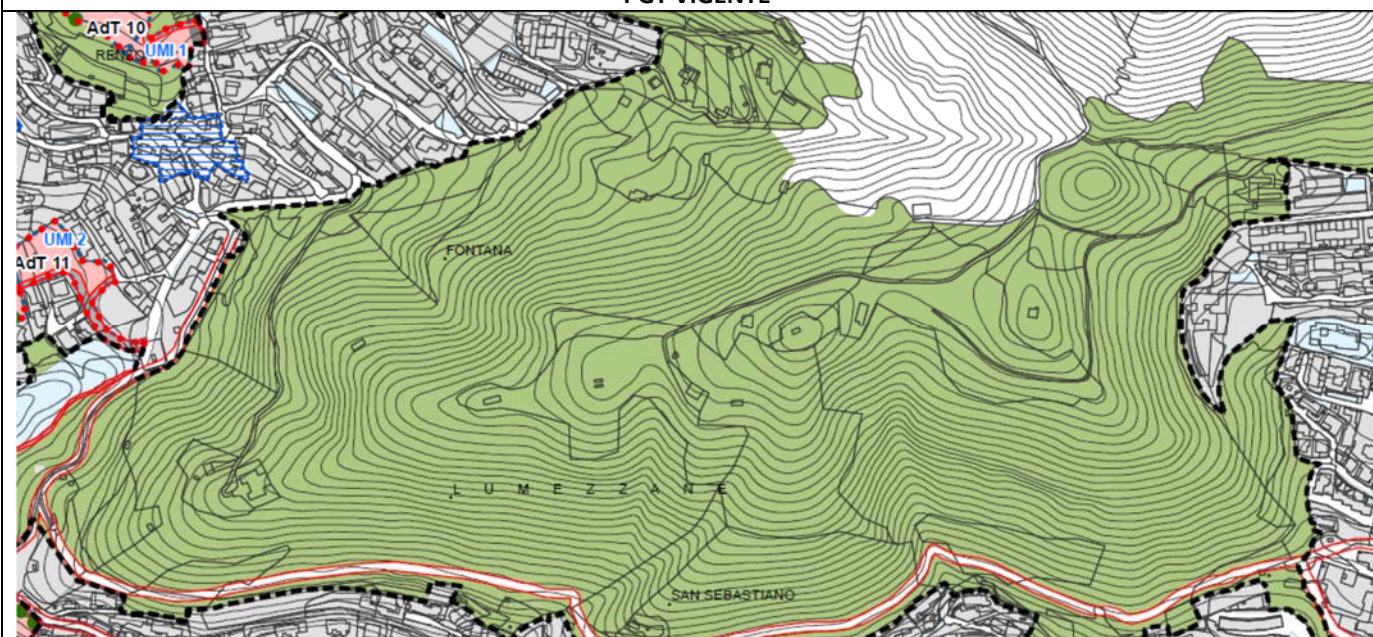 PGT VIGENTE
AdT 10
UMI 1
UMI 2
AdT 11
FONTANA
L U M E Z Z A N E
SAN SEBASTIANO